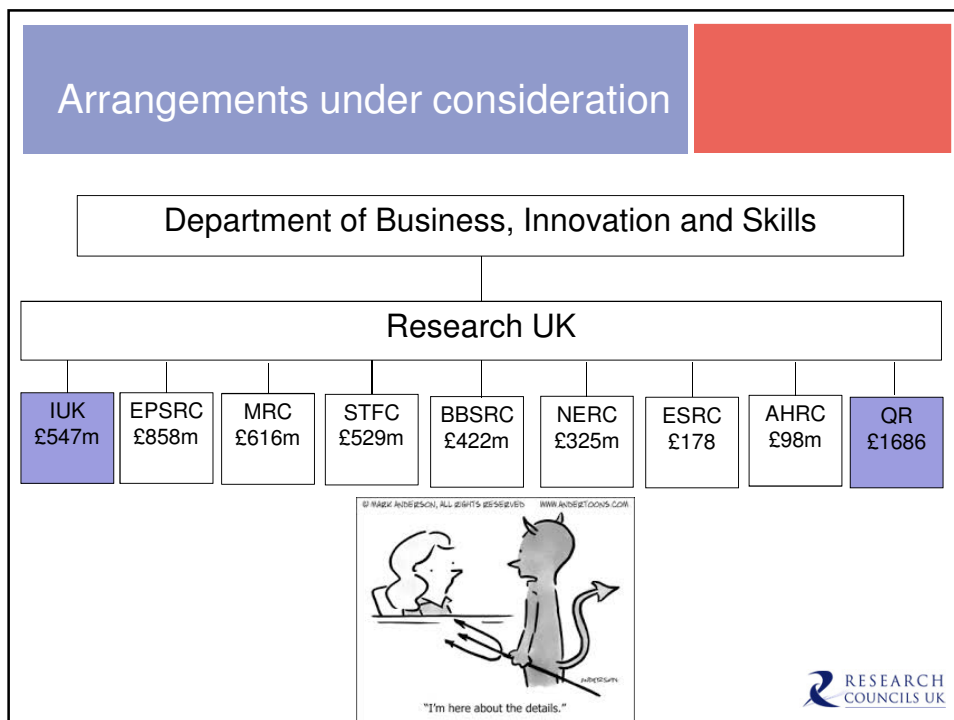 Arrangements under consideration
Department of Business, Innovation and Skills
Research UK
IUK
£547m
EPSRC
£858m
MRC
£616m
STFC
£529m
BBSRC
£422m
NERC
£325m
ESRC
£178
AHRC
£98m
QR
£1686
© MARK ANDERSON, ALL RIGHTS RESERVED WWW.ANDERTOONS.COM
ANDERSON
"I'm here about the details."
RESEARCH
COUNCILS UK